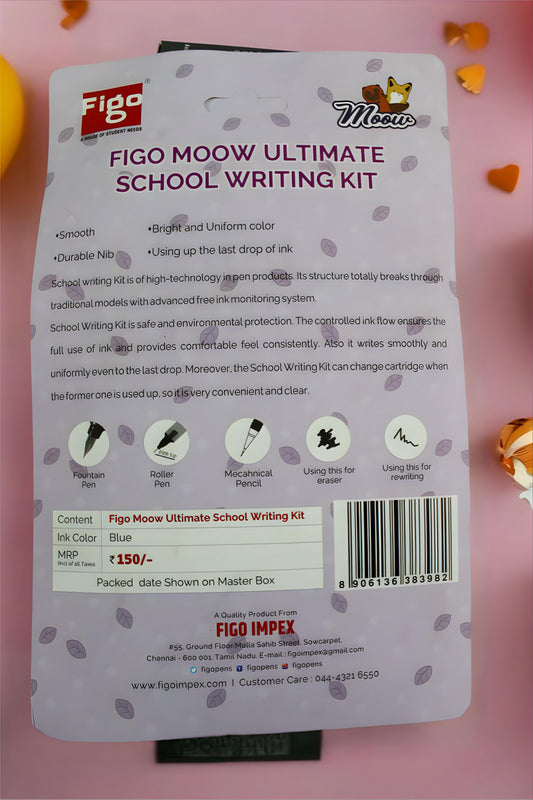 Figo
A HOUSE OF STUDENT NEEDS
Moow
FIGO MOOW ULTIMATE
SCHOOL WRITING KIT
•Smooth
•Bright and Uniform color
•Durable Nib
•Using up the last drop of ink
School writing Kit is of high-technology in pen products. Its structure totally breaks through
traditional models with advanced free ink monitoring system.
School Writing Kit is safe and environmental protection. The controlled ink flow ensures the
full use of ink and provides comfortable feel consistently. Also it writes smoothly and
uniformly even to the last drop. Moreover, the School Writing Kit can change cartridge when
the former one is used up, so it is very convenient and clear.
Fountain
Pen
Roller
Pen
Mecahnical
Pencil
Using this for
eraser
Using this for
rewriting
Content Figo Moow Ultimate School Writing Kit
Ink Color Blue
MRP ₹ 150/-
(Incl of All Taxes
Packed date Shown on Master Box
8 906136 383982
A Quality Product From
FIGO IMPEX
#55, Ground Floor Mulla Sahib Street, Sowcarpet,
Chennai - 600 001. Tamil Nadu. E-mail : figoimpex@gmail.com
figopens figopens figopens
www.figoimpex.com | Customer Care : 044-4321 6550